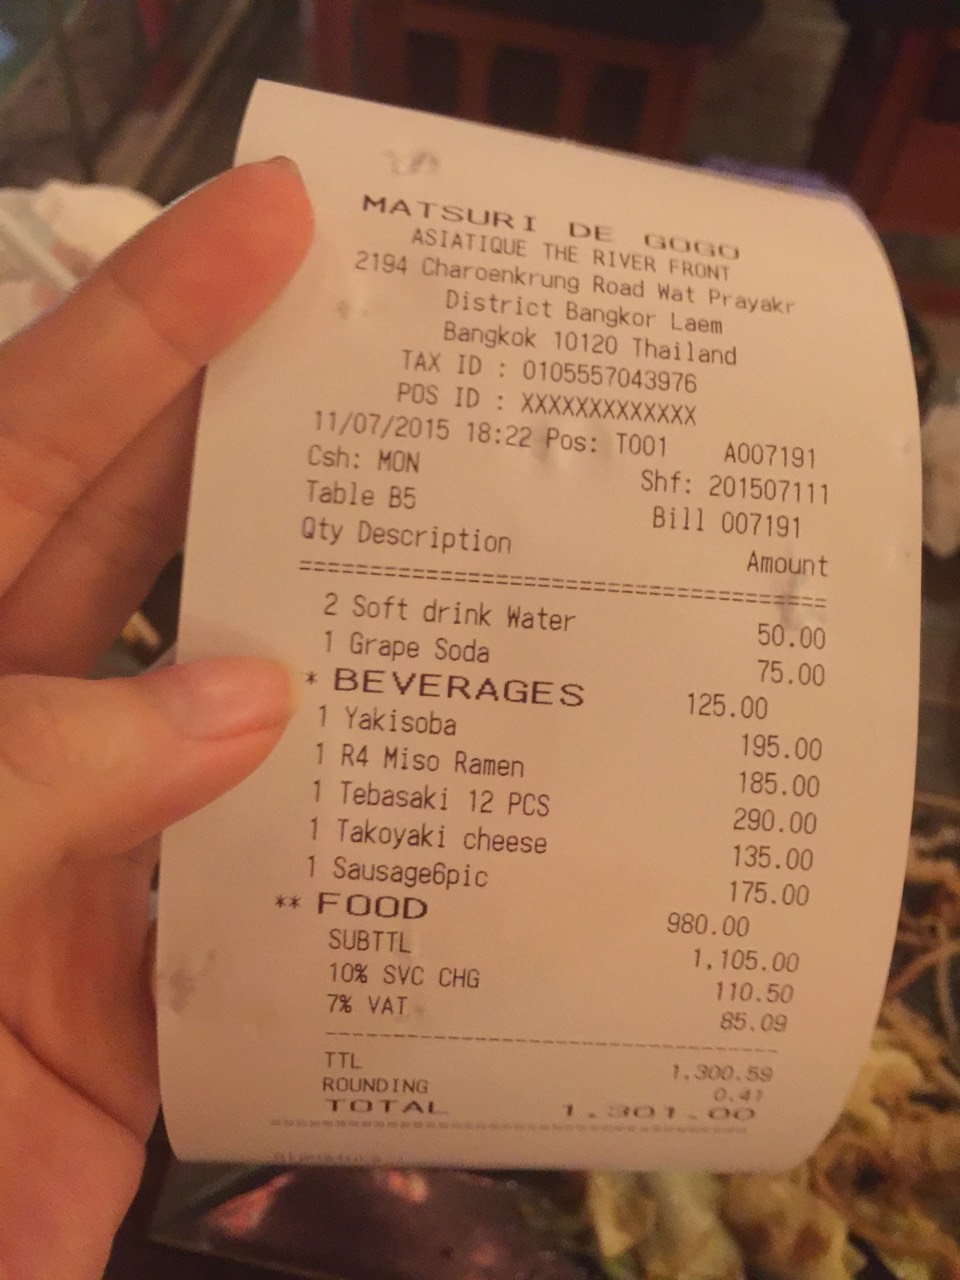 MATSURI DE GOGO
ASIATIQUE THE RIVER FRONT
2194 Charoenkrung Road Wat Prayakr
District Bangkor Laem
Bangkok 10120 Thailand
TAX ID : 0105557043976
POS ID : XXXXXXXXXXXXX
11/07/2015 18:22 Pos: T001 A007191
Csh: MON Shf: 201507111
Table B5 Bill 007191
Qty Description Amount
2 Soft drink Water 50.00
1 Grape Soda 75.00
* BEVERAGES 125.00
1 Yakisoba 195.00
1 R4 Miso Ramen 185.00
1 Tebasaki 12 PCS 290.00
1 Takoyaki cheese 135.00
1 Sausage6pic 175.00
** FOOD 980.00
SUBTTL 1,105.00
10% SVC CHG 110.50
7% VAT 85.09
TTL 1,300.59
ROUNDING 0.41
TOTAL 1,301.00